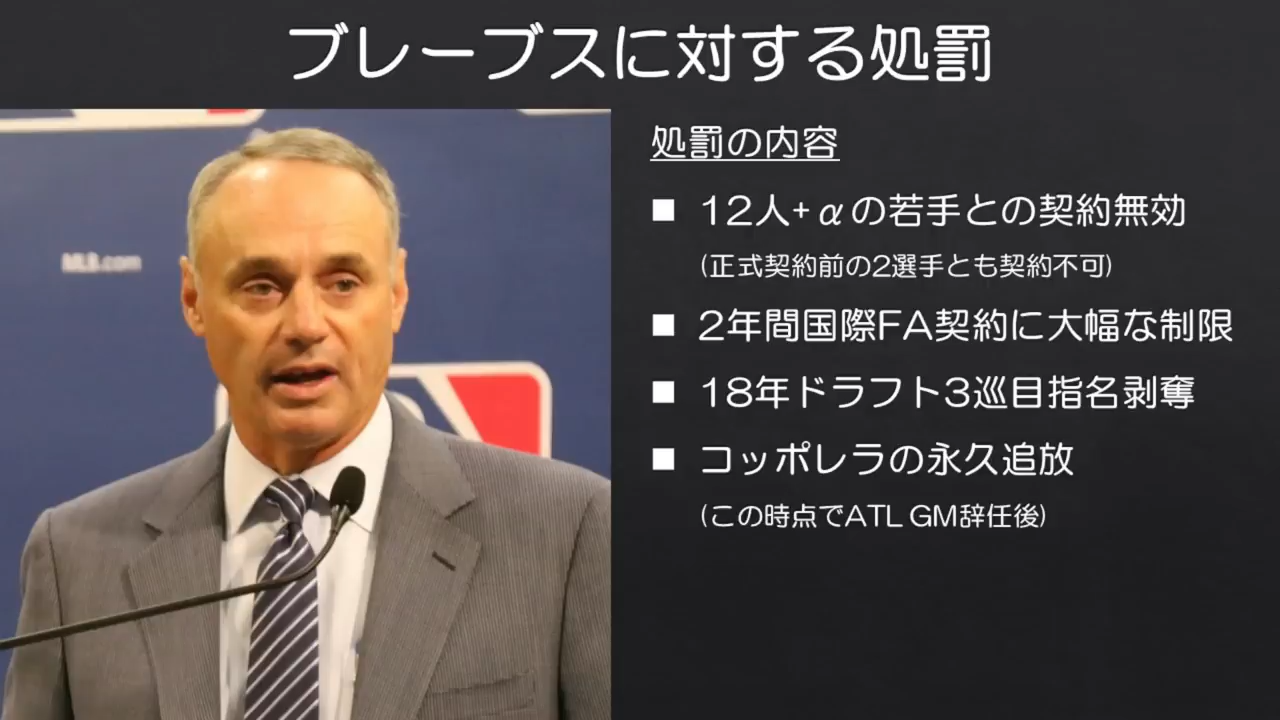 ブレーブスに対する処罰
MLB.com
処罰の内容
■ 12人+αの若手との契約無効
(正式契約前の2選手とも契約不可)
■ 2年間国際FA契約に大幅な制限
■ 18年ドラフト3巡目指名剥奪
■ コッポレラの永久追放
(この時点でATL GM辞任後)